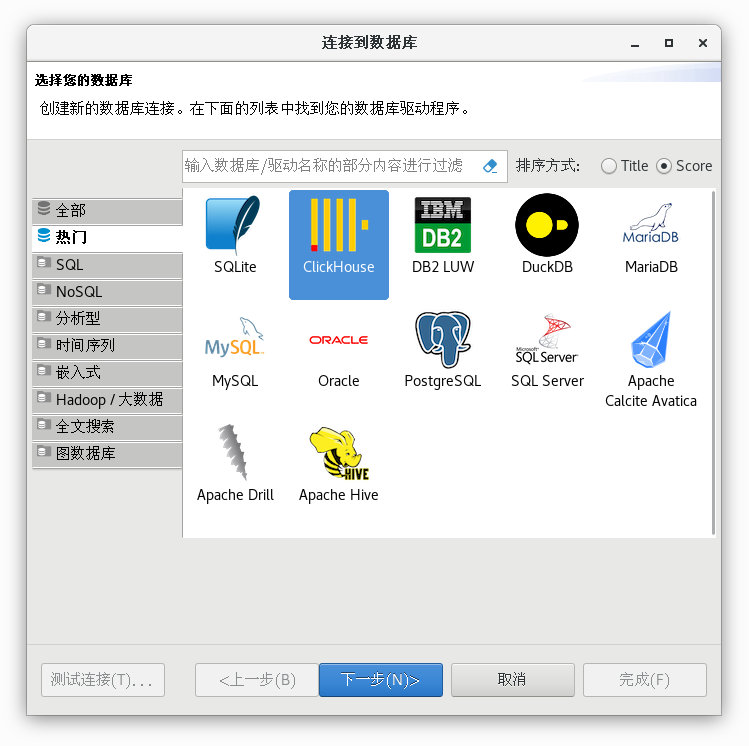 连接到数据库
选择您的数据库
创建新的数据库连接。在下面的列表中找到您的数据库驱动程序。
输入数据库/驱动名称的部分内容进行过滤
排序方式:
Title
Score
全部
热门
SQL
NoSQL
分析型
时间序列
嵌入式
Hadoop / 大数据
全文搜索
图数据库
SQLite
ClickHouse
IBM
DB2
DB2 LUW
DuckDB
MariaDB
MariaDB
MySQL
MySQL
ORACLE
Oracle
PostgreSQL
Microsoft
SQL Server
SQL Server
Apache
Calcite Avatica
Apache Drill
HIVE
Apache Hive
测试连接(T)...
<上一步(B)
下一步(N)>
取消
完成(F)